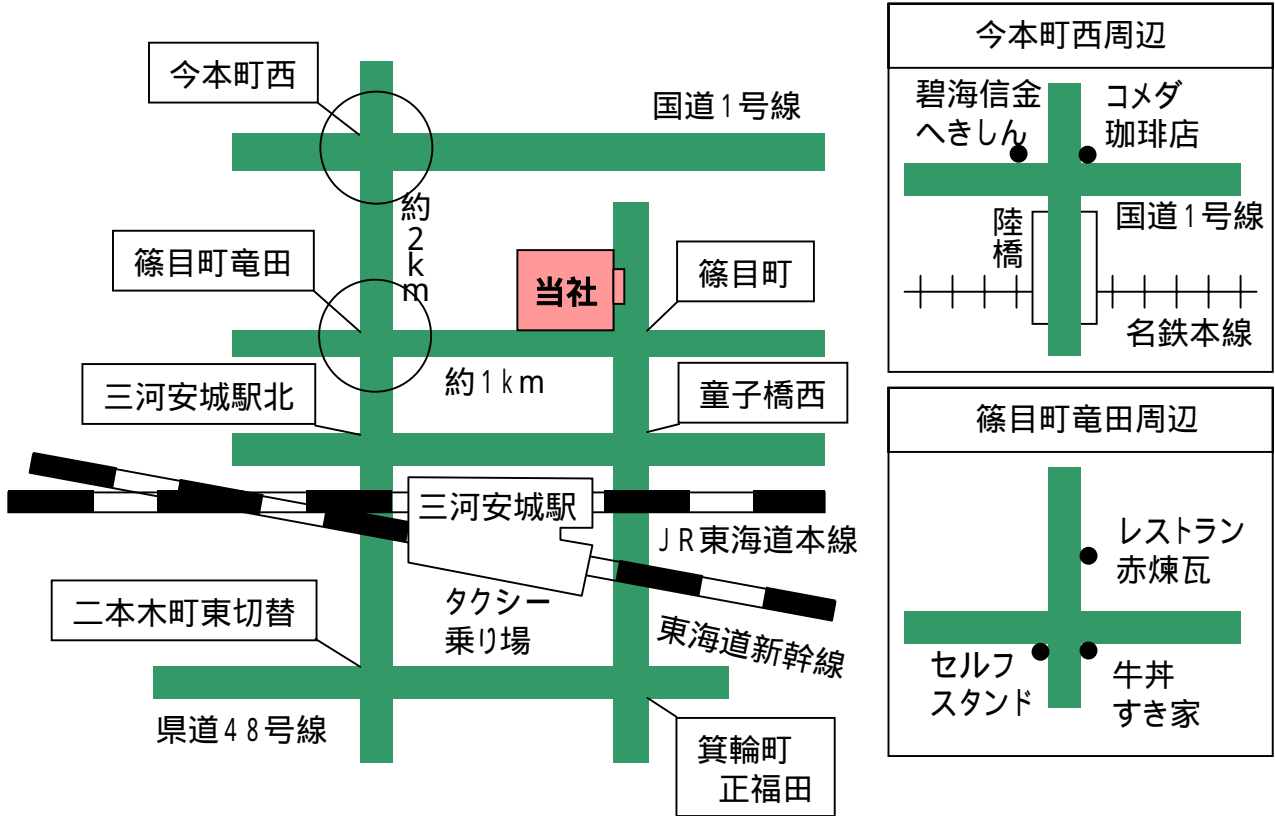 今本町西
国道1号線
約2km
篠目町竜田
当社
篠目町
約1km
三河安城駅北
童子橋西
三河安城駅
JR東海道本線
二本木町東切替
タクシー
乗り場
東海道新幹線
県道48号線
箕輪町
正福田
今本町西周辺
碧海信金
へきしん
コメダ
珈琲店
国道1号線
陸橋
名鉄本線
篠目町竜田周辺
レストラン
赤煉瓦
セルフ
スタンド
牛丼
すき家